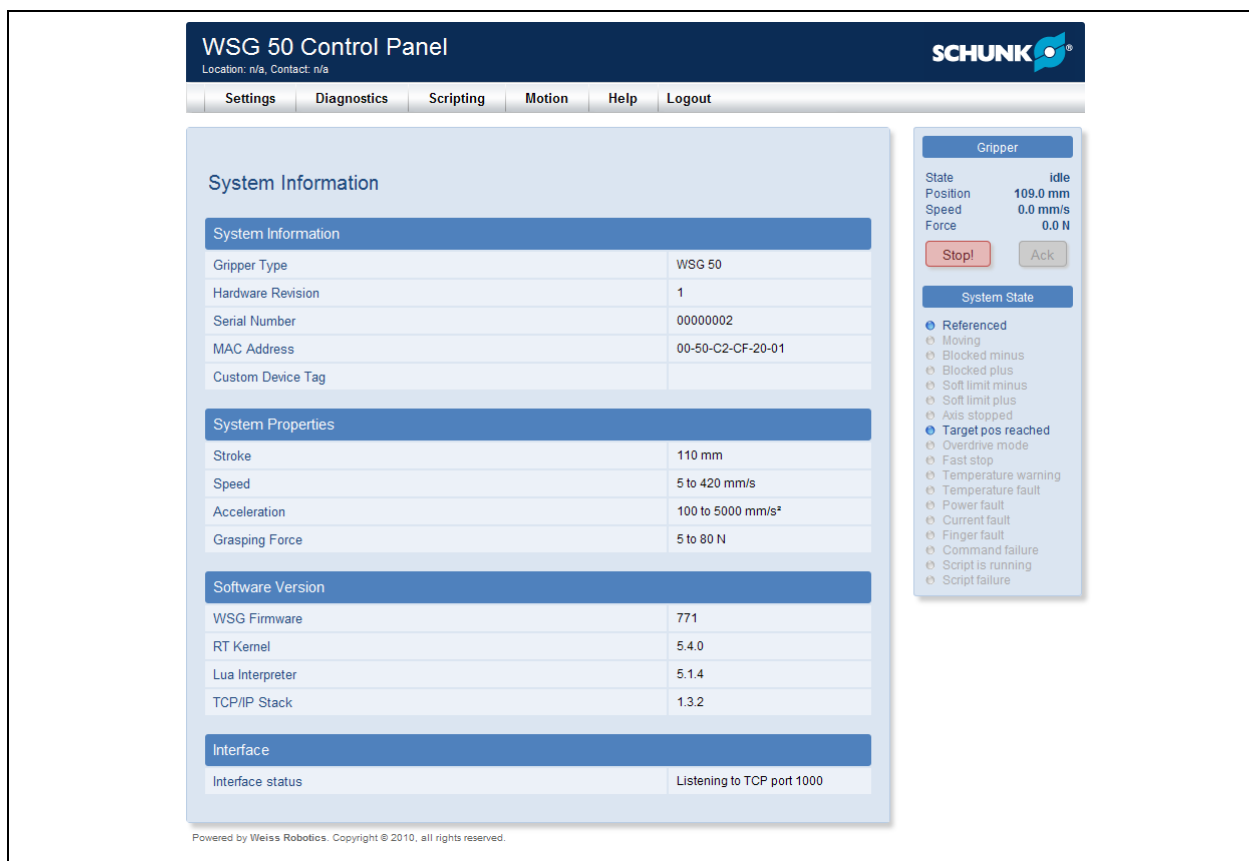 WSG 50 Control Panel
Location: n/a, Contact: n/a
SCHUNK ®
Settings Diagnostics Scripting Motion Help Logout
System Information
System Information
Gripper Type WSG 50
Hardware Revision 1
Serial Number 00000002
MAC Address 00-50-C2-CF-20-01
Custom Device Tag
System Properties
Stroke 110 mm
Speed 5 to 420 mm/s
Acceleration 100 to 5000 mm/s²
Grasping Force 5 to 80 N
Software Version
WSG Firmware 771
RT Kernel 5.4.0
Lua Interpreter 5.1.4
TCP/IP Stack 1.3.2
Interface
Interface status Listening to TCP port 1000
Gripper
State idle
Position 109.0 mm
Speed 0.0 mm/s
Force 0.0 N
Stop! Ack
System State
Referenced
Moving
Blocked minus
Blocked plus
Soft limit minus
Soft limit plus
Axis stopped
Target pos reached
Overdrive mode
Fast stop
Temperature warning
Temperature fault
Power fault
Current fault
Finger fault
Command failure
Script is running
Script failure
Powered by Weiss Robotics. Copyright © 2010, all rights reserved.